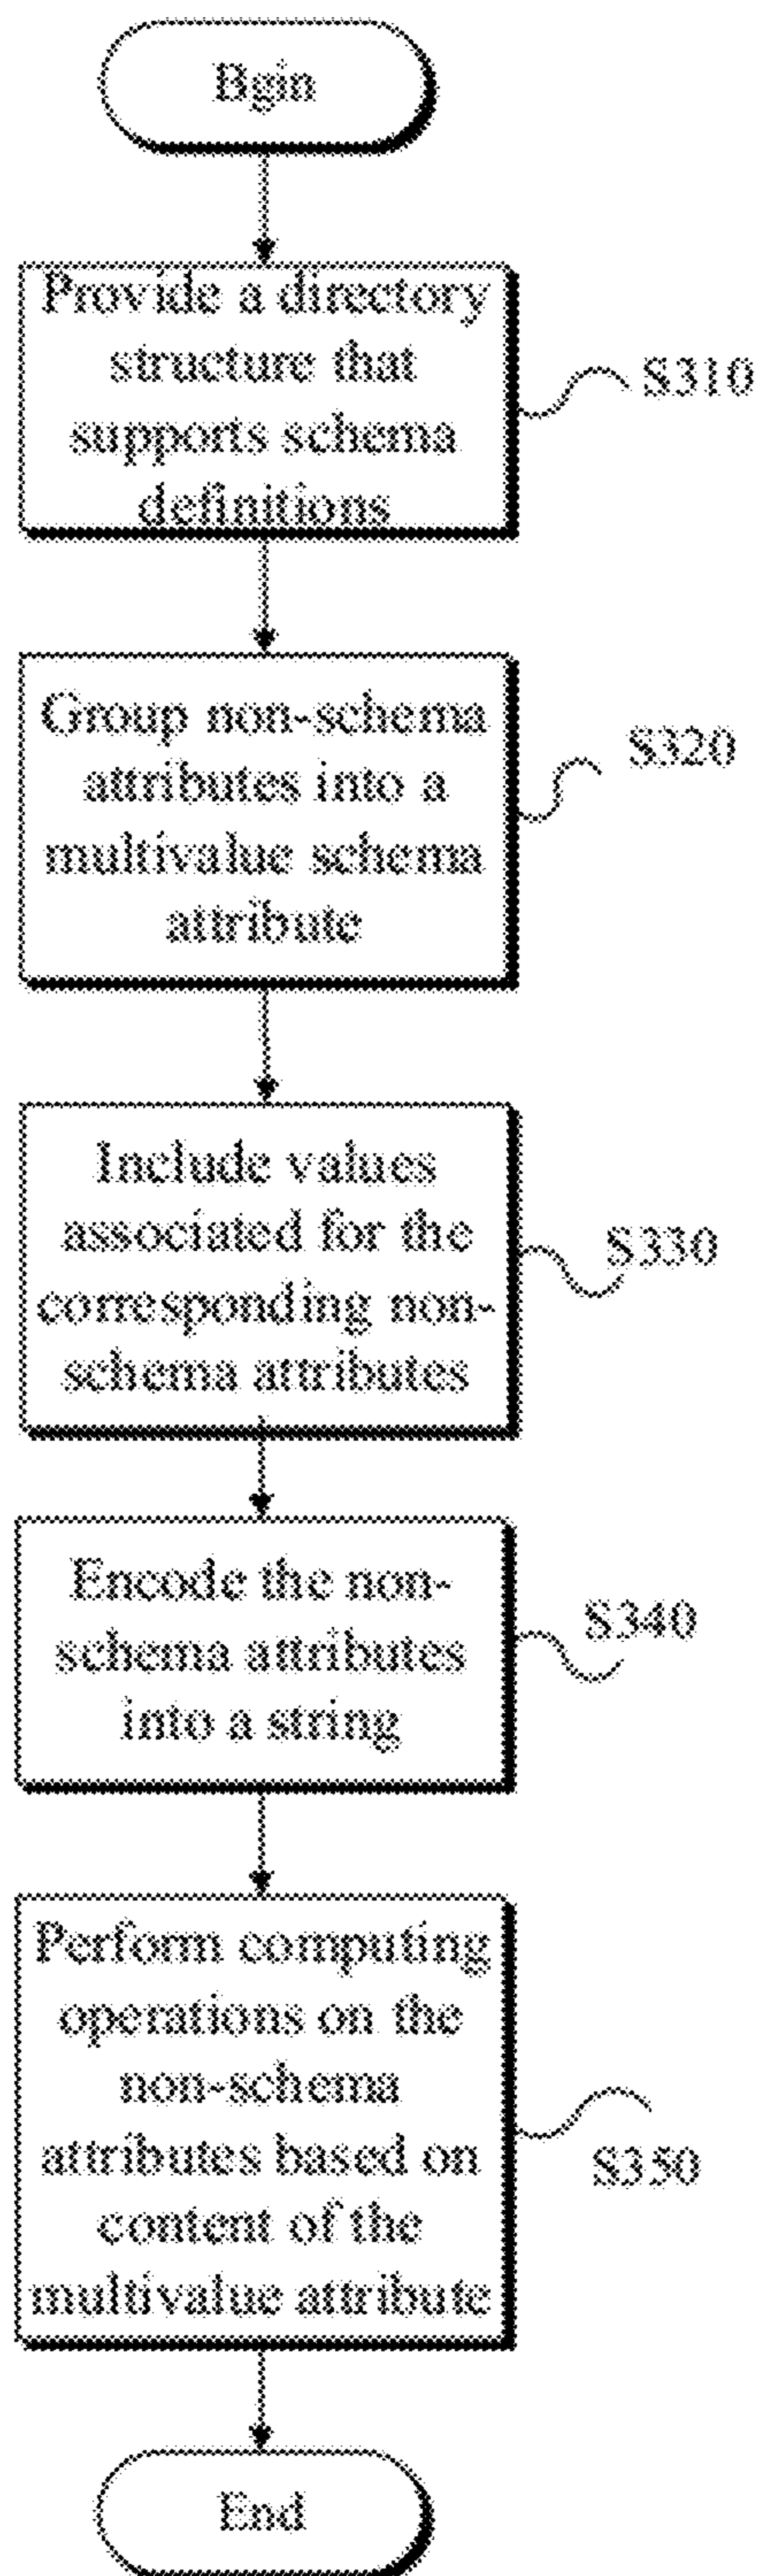 Bgin
Provide a directory
structure that
supports schema
definitions
S310
Group non-schema
attributes into a
multivalue schema
attribute
S320
Include values
associated for the
corresponding non-
schema attributes
S330
Encode the non-
schema attributes
into a string
S340
Perform computing
operations on the
non-schema
attributes based on
content of the
multivalue attribute
S350
End